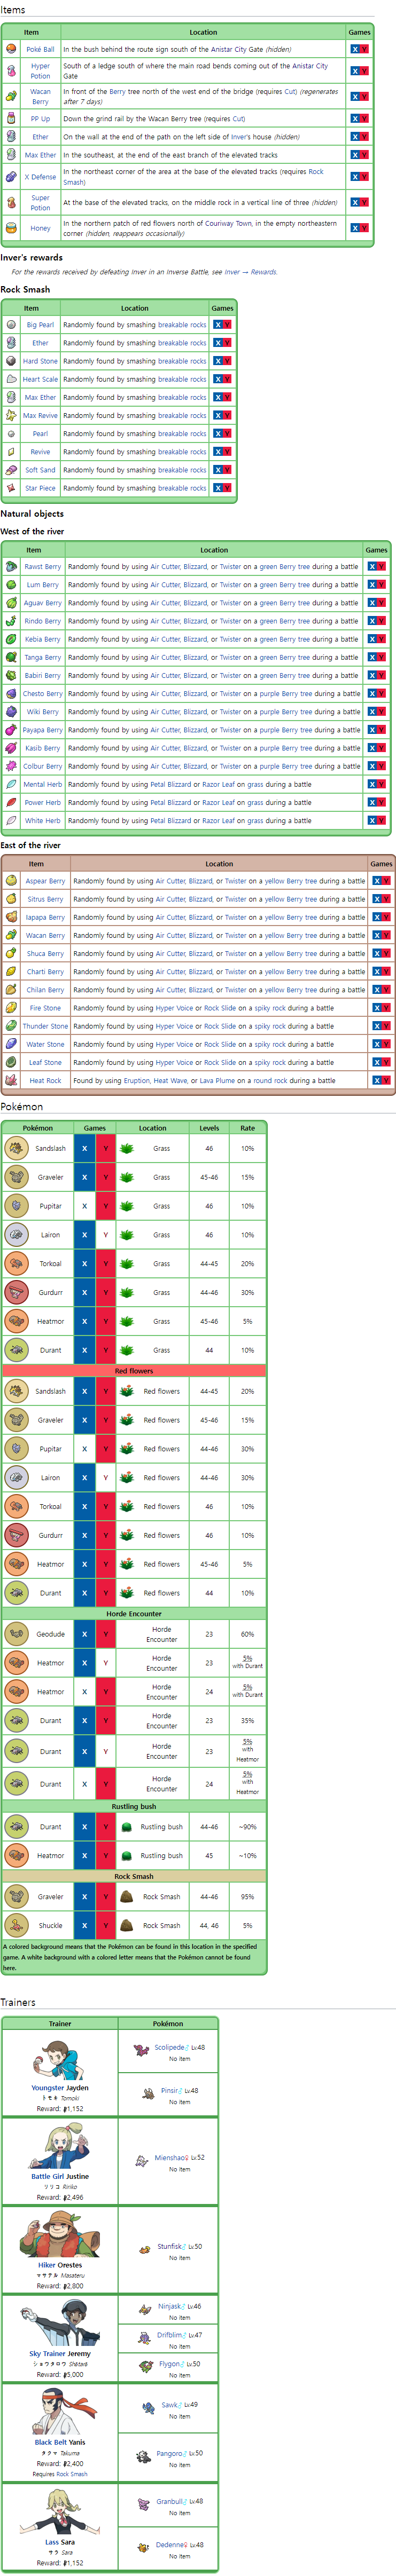 Items
Item Location Games
Poké Ball In the bush behind the route sign south of the Anistar City Gate (hidden) X Y
Hyper Potion South of a ledge south of where the main road bends coming out of the Anistar City Gate X Y
Wacan Berry In front of the Berry tree north of the west end of the bridge (requires Cut) (regenerates after 7 days) X Y
PP Up Down the grind rail by the Wacan Berry tree (requires Cut) X Y
Ether On the wall at the end of the path on the left side of Inver's house (hidden) X Y
Max Ether In the southeast, at the end of the east branch of the elevated tracks X Y
X Defense In the northeast corner of the area at the base of the elevated tracks (requires Rock Smash) X Y
Super Potion At the base of the elevated tracks, on the middle rock in a vertical line of three (hidden) X Y
Honey In the northern patch of red flowers north of Couriway Town, in the empty northeastern corner (hidden, reappears occasionally) X Y
Inver's rewards
For the rewards received by defeating Inver in an Inverse Battle, see Inver → Rewards.
Rock Smash
Item Location Games
Big Pearl Randomly found by smashing breakable rocks X Y
Ether Randomly found by smashing breakable rocks X Y
Hard Stone Randomly found by smashing breakable rocks X Y
Heart Scale Randomly found by smashing breakable rocks X Y
Max Ether Randomly found by smashing breakable rocks X Y
Max Revive Randomly found by smashing breakable rocks X Y
Pearl Randomly found by smashing breakable rocks X Y
Revive Randomly found by smashing breakable rocks X Y
Soft Sand Randomly found by smashing breakable rocks X Y
Star Piece Randomly found by smashing breakable rocks X Y
Natural objects
West of the river
Item Location Games
Rawst Berry Randomly found by using Air Cutter, Blizzard, or Twister on a green Berry tree during a battle X Y
Lum Berry Randomly found by using Air Cutter, Blizzard, or Twister on a green Berry tree during a battle X Y
Aguav Berry Randomly found by using Air Cutter, Blizzard, or Twister on a green Berry tree during a battle X Y
Rindo Berry Randomly found by using Air Cutter, Blizzard, or Twister on a green Berry tree during a battle X Y
Kebia Berry Randomly found by using Air Cutter, Blizzard, or Twister on a green Berry tree during a battle X Y
Tanga Berry Randomly found by using Air Cutter, Blizzard, or Twister on a green Berry tree during a battle X Y
Babiri Berry Randomly found by using Air Cutter, Blizzard, or Twister on a green Berry tree during a battle X Y
Chesto Berry Randomly found by using Air Cutter, Blizzard, or Twister on a purple Berry tree during a battle X Y
Wiki Berry Randomly found by using Air Cutter, Blizzard, or Twister on a purple Berry tree during a battle X Y
Payapa Berry Randomly found by using Air Cutter, Blizzard, or Twister on a purple Berry tree during a battle X Y
Kasib Berry Randomly found by using Air Cutter, Blizzard, or Twister on a purple Berry tree during a battle X Y
Colbur Berry Randomly found by using Air Cutter, Blizzard, or Twister on a purple Berry tree during a battle X Y
Mental Herb Randomly found by using Petal Blizzard or Razor Leaf on grass during a battle X Y
Power Herb Randomly found by using Petal Blizzard or Razor Leaf on grass during a battle X Y
White Herb Randomly found by using Petal Blizzard or Razor Leaf on grass during a battle X Y
East of the river
Item Location Games
Aspear Berry Randomly found by using Air Cutter, Blizzard, or Twister on a yellow Berry tree during a battle X Y
Sitrus Berry Randomly found by using Air Cutter, Blizzard, or Twister on a yellow Berry tree during a battle X Y
Iapapa Berry Randomly found by using Air Cutter, Blizzard, or Twister on a yellow Berry tree during a battle X Y
Wacan Berry Randomly found by using Air Cutter, Blizzard, or Twister on a yellow Berry tree during a battle X Y
Shuca Berry Randomly found by using Air Cutter, Blizzard, or Twister on a yellow Berry tree during a battle X Y
Charti Berry Randomly found by using Air Cutter, Blizzard, or Twister on a yellow Berry tree during a battle X Y
Chilan Berry Randomly found by using Air Cutter, Blizzard, or Twister on a yellow Berry tree during a battle X Y
Fire Stone Randomly found by using Hyper Voice or Rock Slide on a spiky rock during a battle X Y
Thunder Stone Randomly found by using Hyper Voice or Rock Slide on a spiky rock during a battle X Y
Water Stone Randomly found by using Hyper Voice or Rock Slide on a spiky rock during a battle X Y
Leaf Stone Randomly found by using Hyper Voice or Rock Slide on a spiky rock during a battle X Y
Heat Rock Found by using Eruption, Heat Wave, or Lava Plume on a round rock during a battle X Y
Pokémon
Pokémon Games Location Levels Rate
Sandslash X Y Grass 46 10%
Graveler X Y Grass 45-46 15%
Pupitar X Y Grass 46 10%
Lairon X Y Grass 46 10%
Torkoal X Y Grass 44-45 20%
Gurdurr X Y Grass 44-46 30%
Heatmor X Y Grass 45-46 5%
Durant X Y Grass 44 10%
Red flowers
Sandslash X Y Red flowers 44-45 20%
Graveler X Y Red flowers 45-46 15%
Pupitar X Y Red flowers 44-46 30%
Lairon X Y Red flowers 44-46 30%
Torkoal X Y Red flowers 46 10%
Gurdurr X Y Red flowers 46 10%
Heatmor X Y Red flowers 45-46 5%
Durant X Y Red flowers 44 10%
Horde Encounter
Geodude X Y Horde Encounter 23 60%
Heatmor X Y Horde Encounter 23 5% with Durant
Heatmor X Y Horde Encounter 24 5% with Durant
Durant X Y Horde Encounter 23 35%
Durant X Y Horde Encounter 23 5% with Heatmor
Durant X Y Horde Encounter 24 5% with Heatmor
Rustling bush
Durant X Y Rustling bush 44-46 ~90%
Heatmor X Y Rustling bush 45 ~10%
Rock Smash
Graveler X Y Rock Smash 44-46 95%
Shuckle X Y Rock Smash 44, 46 5%
A colored background means that the Pokémon can be found in this location in the specified
game. A white background with a colored letter means that the Pokémon cannot be found
here.
Trainers
Trainer Pokémon
Youngster Jayden
トモキ Tomoki
Reward: 1,152
Scolipede♂ Lv.48
No item
Pinsir♂ Lv.48
No item
Battle Girl Justine
リリコ Ririko
Reward: 2,496
Mienshao♀ Lv.52
No item
Hiker Orestes
マサテル Masateru
Reward: 2,800
Stunfisk♂ Lv.50
No item
Sky Trainer Jeremy
ショウタロウ Shōtarō
Reward: 5,000
Ninjask♂ Lv.46
No item
Drifblim♂ Lv.47
No item
Flygon♂ Lv.50
No item
Black Belt Yanis
タクマ Takuma
Reward: 2,400
Requires Rock Smash
Sawk♂ Lv.49
No item
Pangoro♂ Lv.50
No item
Lass Sara
サラ Sara
Reward: 1,152
Granbull♂ Lv.48
No item
Dedenne♀ Lv.48
No item